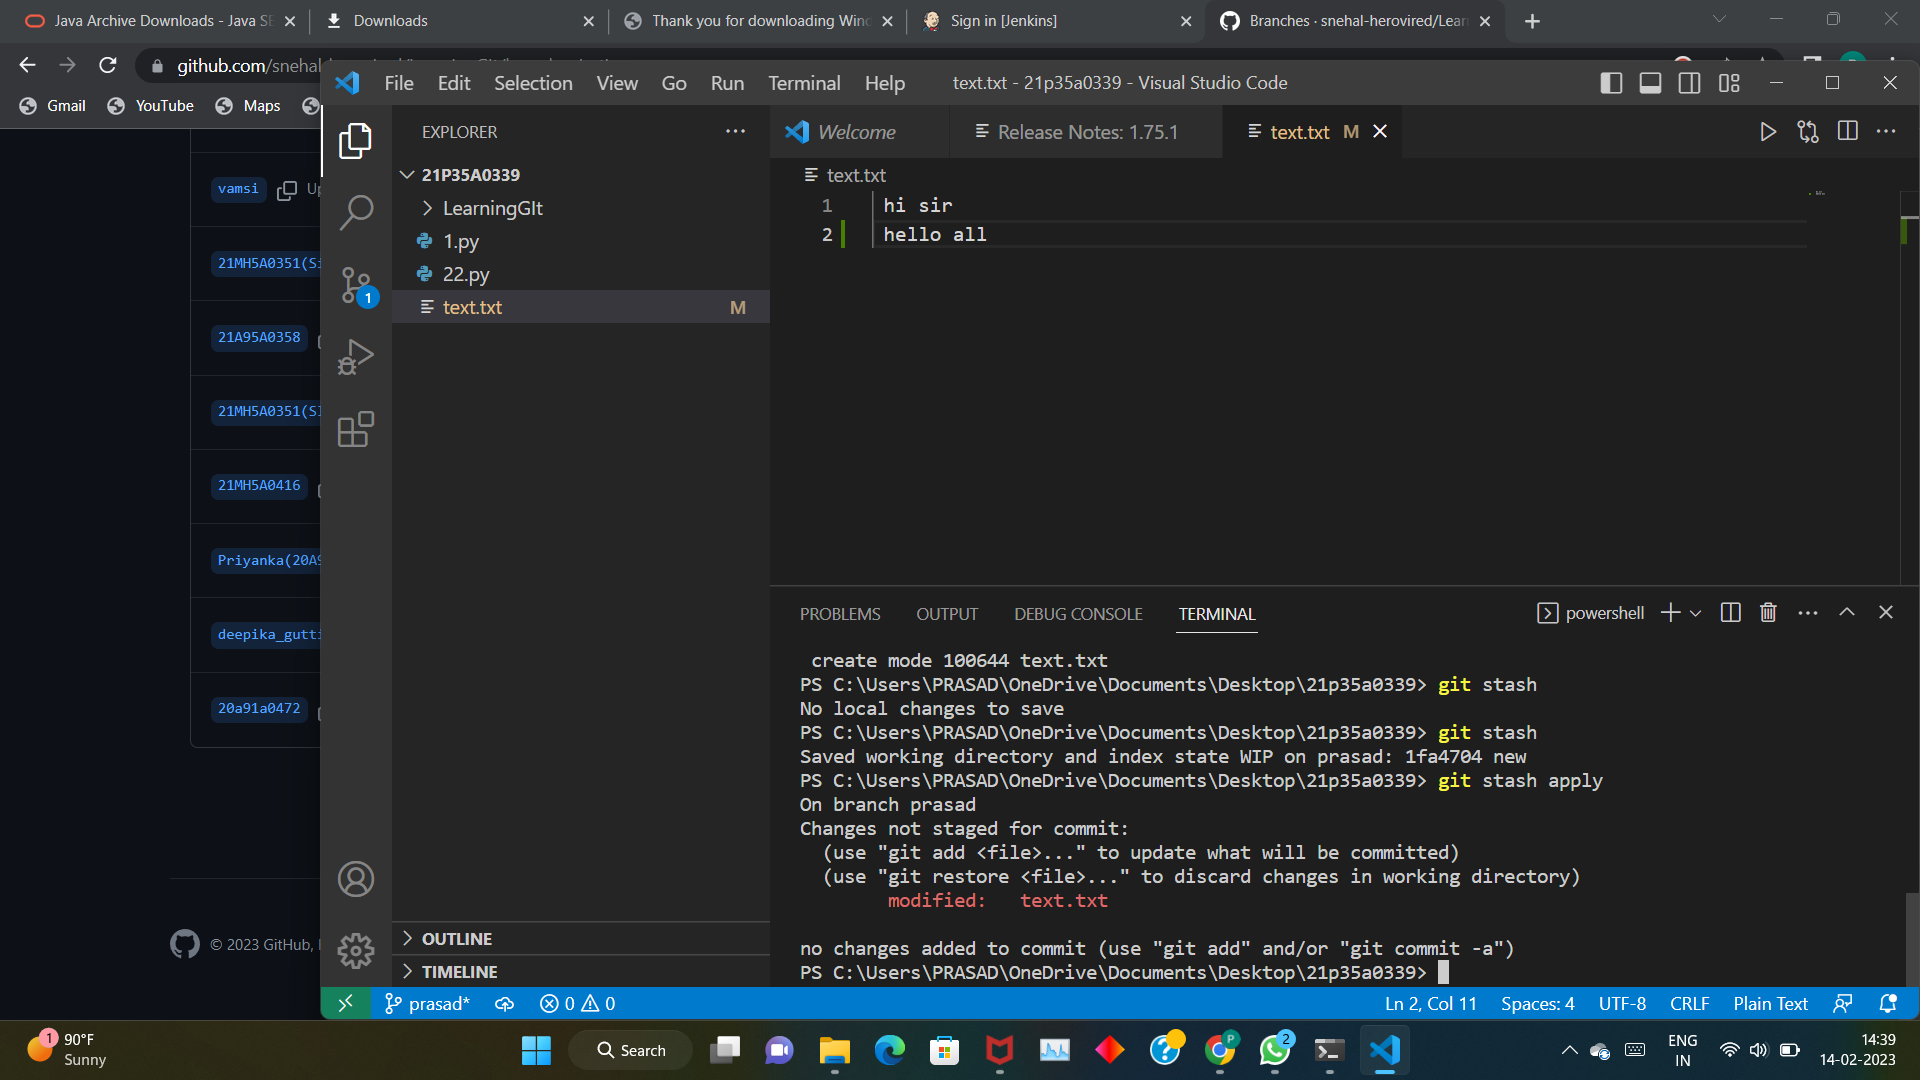 Java Archive Downloads - Java SE
Downloads
Thank you for downloading Wind
Sign in [Jenkins]
Branches · snehal-herovired/Lear
github.com/snehal
Gmail
YouTube
Maps
File Edit Selection View Go Run Terminal Help
text.txt - 21p35a0339 - Visual Studio Code
vamsi
Up
21MH5A0351(Si
21A95A0358
21MH5A0351(SI
21MH5A0416
Priyanka(20A9
deepika_gutti
20a91a0472
© 2023 GitHub,
EXPLORER
21P35A0339
LearningGIt
1.py
22.py
text.txt M
1
OUTLINE
TIMELINE
Welcome
Release Notes: 1.75.1
text.txt M
text.txt
1 hi sir
2 hello all
PROBLEMS OUTPUT DEBUG CONSOLE TERMINAL
powershell
create mode 100644 text.txt
PS C:\Users\PRASAD\OneDrive\Documents\Desktop\21p35a0339> git stash
No local changes to save
PS C:\Users\PRASAD\OneDrive\Documents\Desktop\21p35a0339> git stash
Saved working directory and index state WIP on prasad: 1fa4704 new
PS C:\Users\PRASAD\OneDrive\Documents\Desktop\21p35a0339> git stash apply
On branch prasad
Changes not staged for commit:
(use "git add <file>..." to update what will be committed)
(use "git restore <file>..." to discard changes in working directory)
modified: text.txt
no changes added to commit (use "git add" and/or "git commit -a")
PS C:\Users\PRASAD\OneDrive\Documents\Desktop\21p35a0339>
prasad* 0 0
Ln 2, Col 11 Spaces: 4 UTF-8 CRLF Plain Text
1
90°F
Sunny
Search
P
2
ENG
IN
14:39
14-02-2023